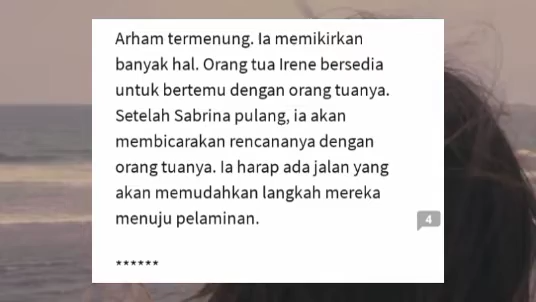 Arham termenung. Ia memikirkan
banyak hal. Orang tua Irene bersedia
untuk bertemu dengan orang tuanya.
Setelah Sabrina pulang, ia akan
membicarakan rencananya dengan
orang tuanya. Ia harap ada jalan yang
akan memudahkan langkah mereka
menuju pelaminan.
4
******